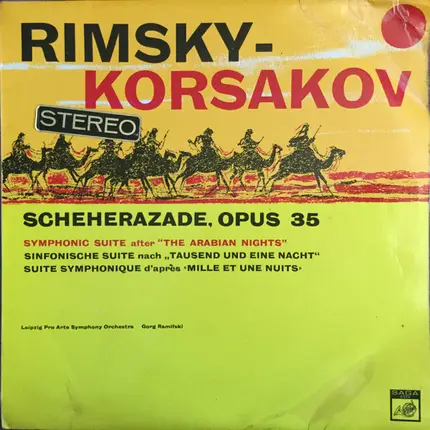 RIMSKY-
KORSAKOV
STEREO
SCHEHERAZADE, OPUS 35
SYMPHONIC SUITE after "THE ARABIAN NIGHTS"
SINFONISCHE SUITE nach „TAUSEND UND EINE NACHT“
SUITE SYMPHONIQUE d'après ‹MILLE ET UNE NUITS›
Leipzig Pro Arte Symphony Orchestra Gorg Ramifski
SAGA